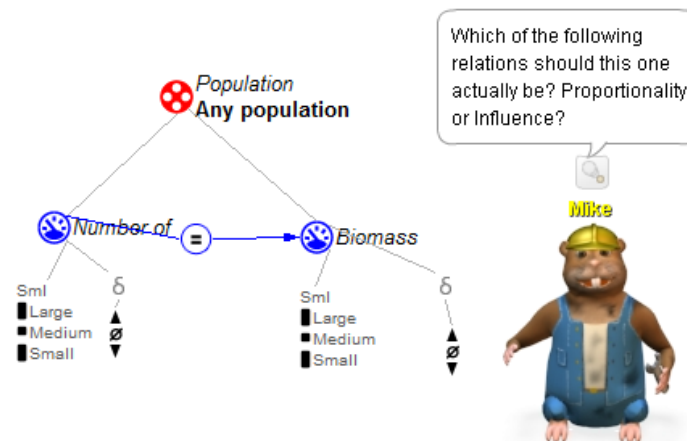 Population
Any population
Number of
=
Biomass
δ
Sml
Large
Medium
Small
ø
δ
Sml
Large
Medium
Small
ø
Which of the following
relations should this one
actually be? Proportionality
or Influence?
Mike